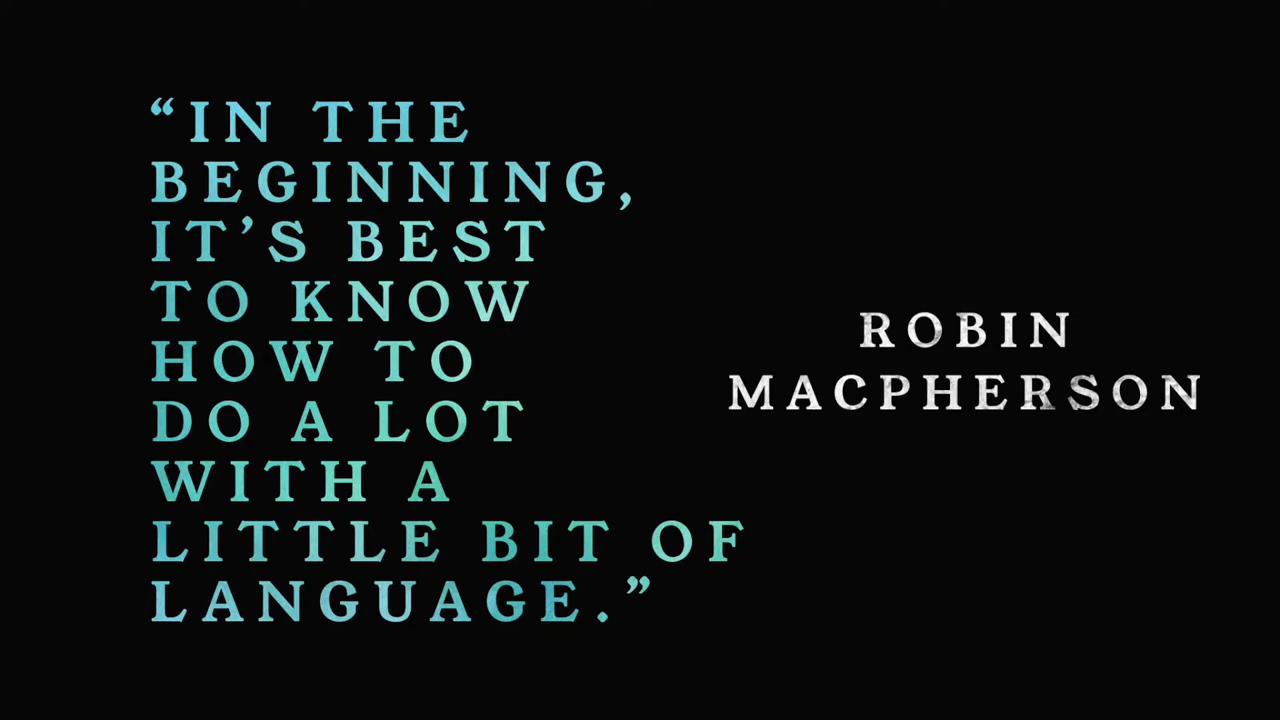 “IN THE
BEGINNING,
IT’S BEST
TO KNOW
HOW TO
DO A LOT
WITH A
LITTLE BIT OF
LANGUAGE.”
ROBIN
MACPHERSON